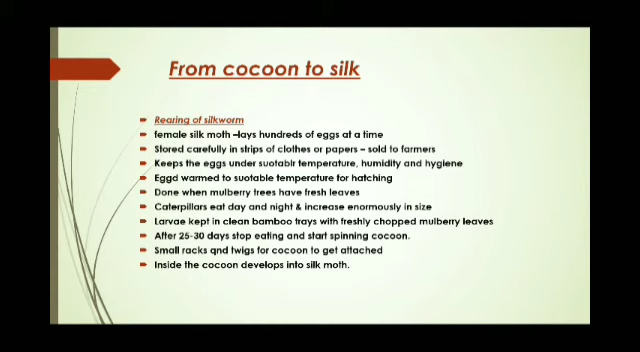 From cocoon to silk
Rearing of silkworm
female silk moth –lays hundreds of eggs at a time
Stored carefully in strips of clothes or papers – sold to farmers
Keeps the eggs under suotablr temperature, humidity and hygiene
Eggd warmed to suotable temperature for hatching
Done when mulberry trees have fresh leaves
Caterpillars eat day and night & increase enormously in size
Larvae kept in clean bamboo trays with freshly chopped mulberry leaves
After 25-30 days stop eating and start spinning cocoon.
Small racks qnd twigs for cocoon to get attached
Inside the cocoon develops into silk moth.